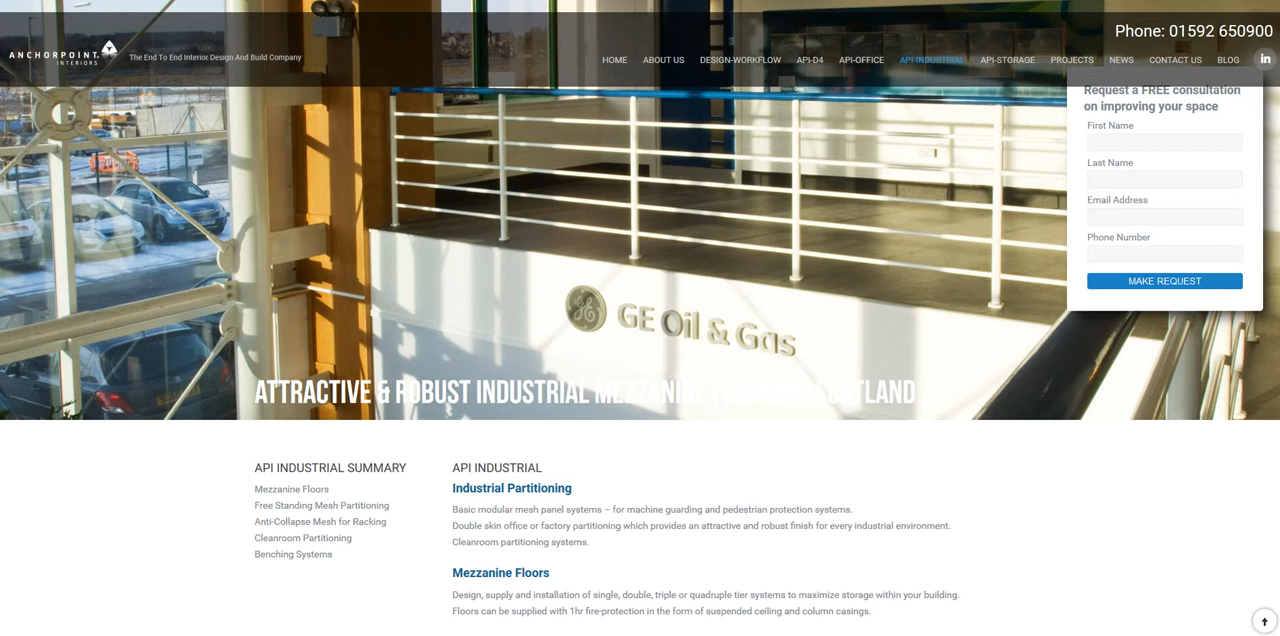 Phone: 01592 650900
ANCHORPOINT
INTERIORS
The End To End Interior Design And Build Company
HOME ABOUT US DESIGN-WORKFLOW API-D4 API-OFFICE API-INDUSTRIAL API-STORAGE PROJECTS NEWS CONTACT US BLOG in
Request a FREE consultation
on improving your space
First Name
Last Name
Email Address
Phone Number
MAKE REQUEST
GE Oil & Gas
ATTRACTIVE & ROBUST INDUSTRIAL
API INDUSTRIAL SUMMARY
Mezzanine Floors
Free Standing Mesh Partitioning
Anti-Collapse Mesh for Racking
Cleanroom Partitioning
Benching Systems
API INDUSTRIAL
Industrial Partitioning
Basic modular mesh panel systems – for machine guarding and pedestrian protection systems.
Double skin office or factory partitioning which provides an attractive and robust finish for every industrial environment.
Cleanroom partitioning systems.
Mezzanine Floors
Design, supply and installation of single, double, triple or quadruple tier systems to maximize storage within your building.
Floors can be supplied with 1hr fire-protection in the form of suspended ceiling and column casings.